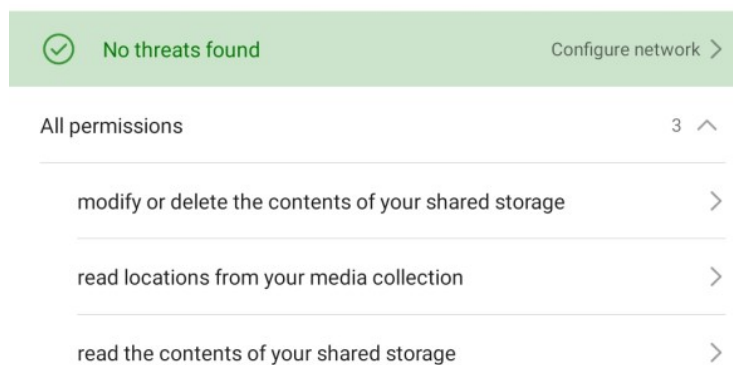 No threats found
Configure network
All permissions
3
modify or delete the contents of your shared storage
read locations from your media collection
read the contents of your shared storage